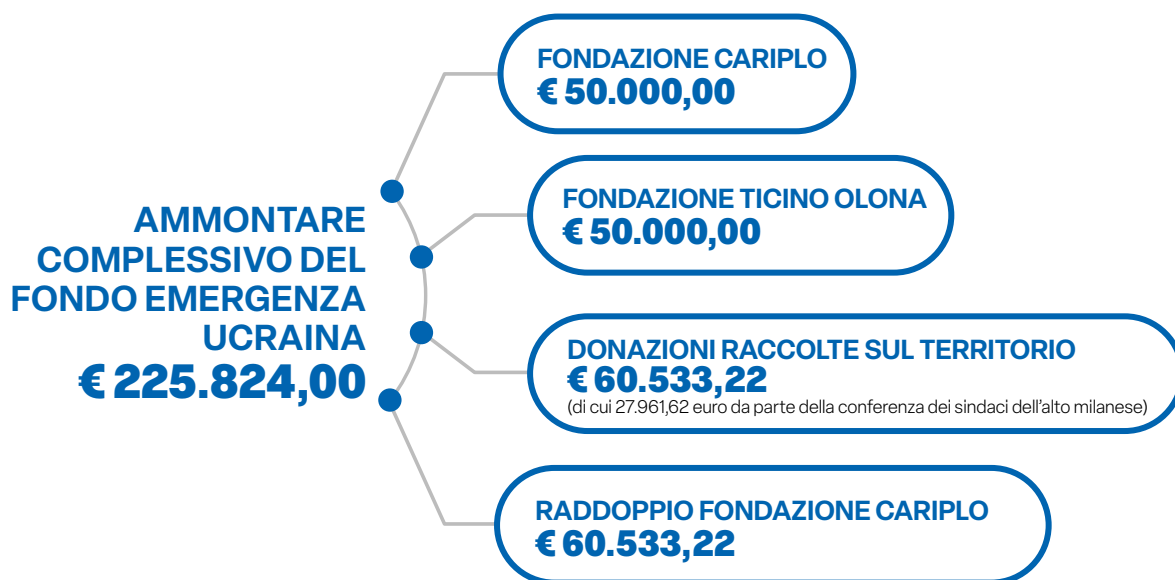 AMMONTARE
COMPLESSIVO DEL
FONDO EMERGENZA
UCRAINA
€ 225.824,00
FONDAZIONE CARIPLO
€ 50.000,00
FONDAZIONE TICINO OLONA
€ 50.000,00
DONAZIONI RACCOLTE SUL TERRITORIO
€ 60.533,22
(di cui 27.961,62 euro da parte della conferenza dei sindaci dell'alto milanese)
RADDOPPIO FONDAZIONE CARIPLO
€ 60.533,22